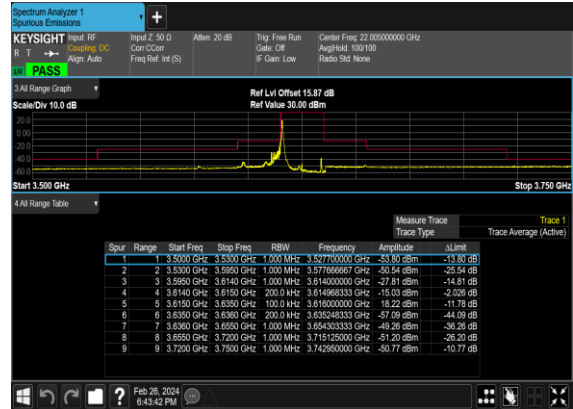 Spectrum Analyzer 1
Spurious Emissions
KEYSIGHT Input: RF Input Z: 50 Ω Atten: 20 dB Trig: Free Run Center Freq: 22.005000000 GHz
R T Coupling: DC Corr CCorr Gate: Off Avg|Hold: 100/100
Align: Auto Freq Ref: Int (S) IF Gain: Low Radio Std: None
PASS
3 All Range Graph
Ref Lvl Offset 15.87 dB
Scale/Div 10.0 dB Ref Value 30.00 dBm
20.0
0.00
-20.0
-40.0
-60.0
Start 3.500 GHz Stop 3.750 GHz
4 All Range Table
Measure Trace Trace 1
Trace Type Trace Average (Active)
Spur Range Start Freq Stop Freq RBW Frequency Amplitude ΔLimit
1 1 3.5000 GHz 3.5300 GHz 1.000 MHz 3.527700000 GHz -53.80 dBm -13.80 dB
2 2 3.5300 GHz 3.5950 GHz 1.000 MHz 3.577666667 GHz -50.54 dBm -25.54 dB
3 3 3.5950 GHz 3.6140 GHz 1.000 MHz 3.614000000 GHz -27.81 dBm -14.81 dB
4 4 3.6140 GHz 3.6150 GHz 200.0 kHz 3.614968333 GHz -15.03 dBm -2.026 dB
5 5 3.6150 GHz 3.6350 GHz 100.0 kHz 3.616000000 GHz 18.22 dBm -11.78 dB
6 6 3.6350 GHz 3.6360 GHz 200.0 kHz 3.635248333 GHz -57.09 dBm -44.09 dB
7 7 3.6360 GHz 3.6550 GHz 1.000 MHz 3.654303333 GHz -49.26 dBm -36.26 dB
8 8 3.6550 GHz 3.7200 GHz 1.000 MHz 3.715125000 GHz -51.20 dBm -26.20 dB
9 9 3.7200 GHz 3.7500 GHz 1.000 MHz 3.742950000 GHz -50.77 dBm -10.77 dB
? Feb 26, 2024
6:43:42 PM